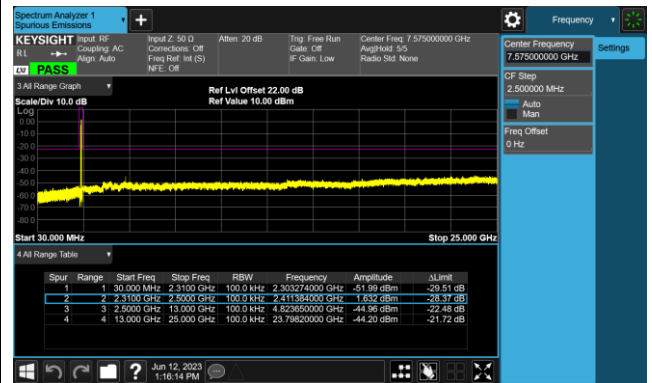 Spectrum Analyzer 1
Spurious Emissions
Frequency
KEYSIGHT
Input: RF
Coupling: AC
Align: Auto
Input Z: 50 Ω
Corrections: Off
Freq Ref: Int (S)
NFE: Off
Atten: 20 dB
Trig: Free Run
Gate: Off
IF Gain: Low
Center Freq: 7.575000000 GHz
Avg|Hold: 5/5
Radio Std: None
RL
LXI PASS
Center Frequency
7.575000000 GHz
Settings
CF Step
2.500000 MHz
Auto
Man
Freq Offset
0 Hz
3 All Range Graph
Scale/Div 10.0 dB
Ref Lvl Offset 22.00 dB
Ref Value 10.00 dBm
Log
0.00
-10.0
-20.0
-30.0
-40.0
-50.0
-60.0
-70.0
-80.0
Start 30.000 MHz Stop 25.000 GHz
4 All Range Table
Spur Range Start Freq Stop Freq RBW Frequency Amplitude ΔLimit
1 1 30.000 MHz 2.3100 GHz 100.0 kHz 2.303274000 GHz -51.99 dBm -29.51 dB
2 2 2.3100 GHz 2.5000 GHz 100.0 kHz 2.411384000 GHz 1.632 dBm -28.37 dB
3 3 2.5000 GHz 13.000 GHz 100.0 kHz 4.823650000 GHz -44.96 dBm -22.48 dB
4 4 13.000 GHz 25.000 GHz 100.0 kHz 23.79820000 GHz -44.20 dBm -21.72 dB
Jun 12, 2023
1:16:14 PM